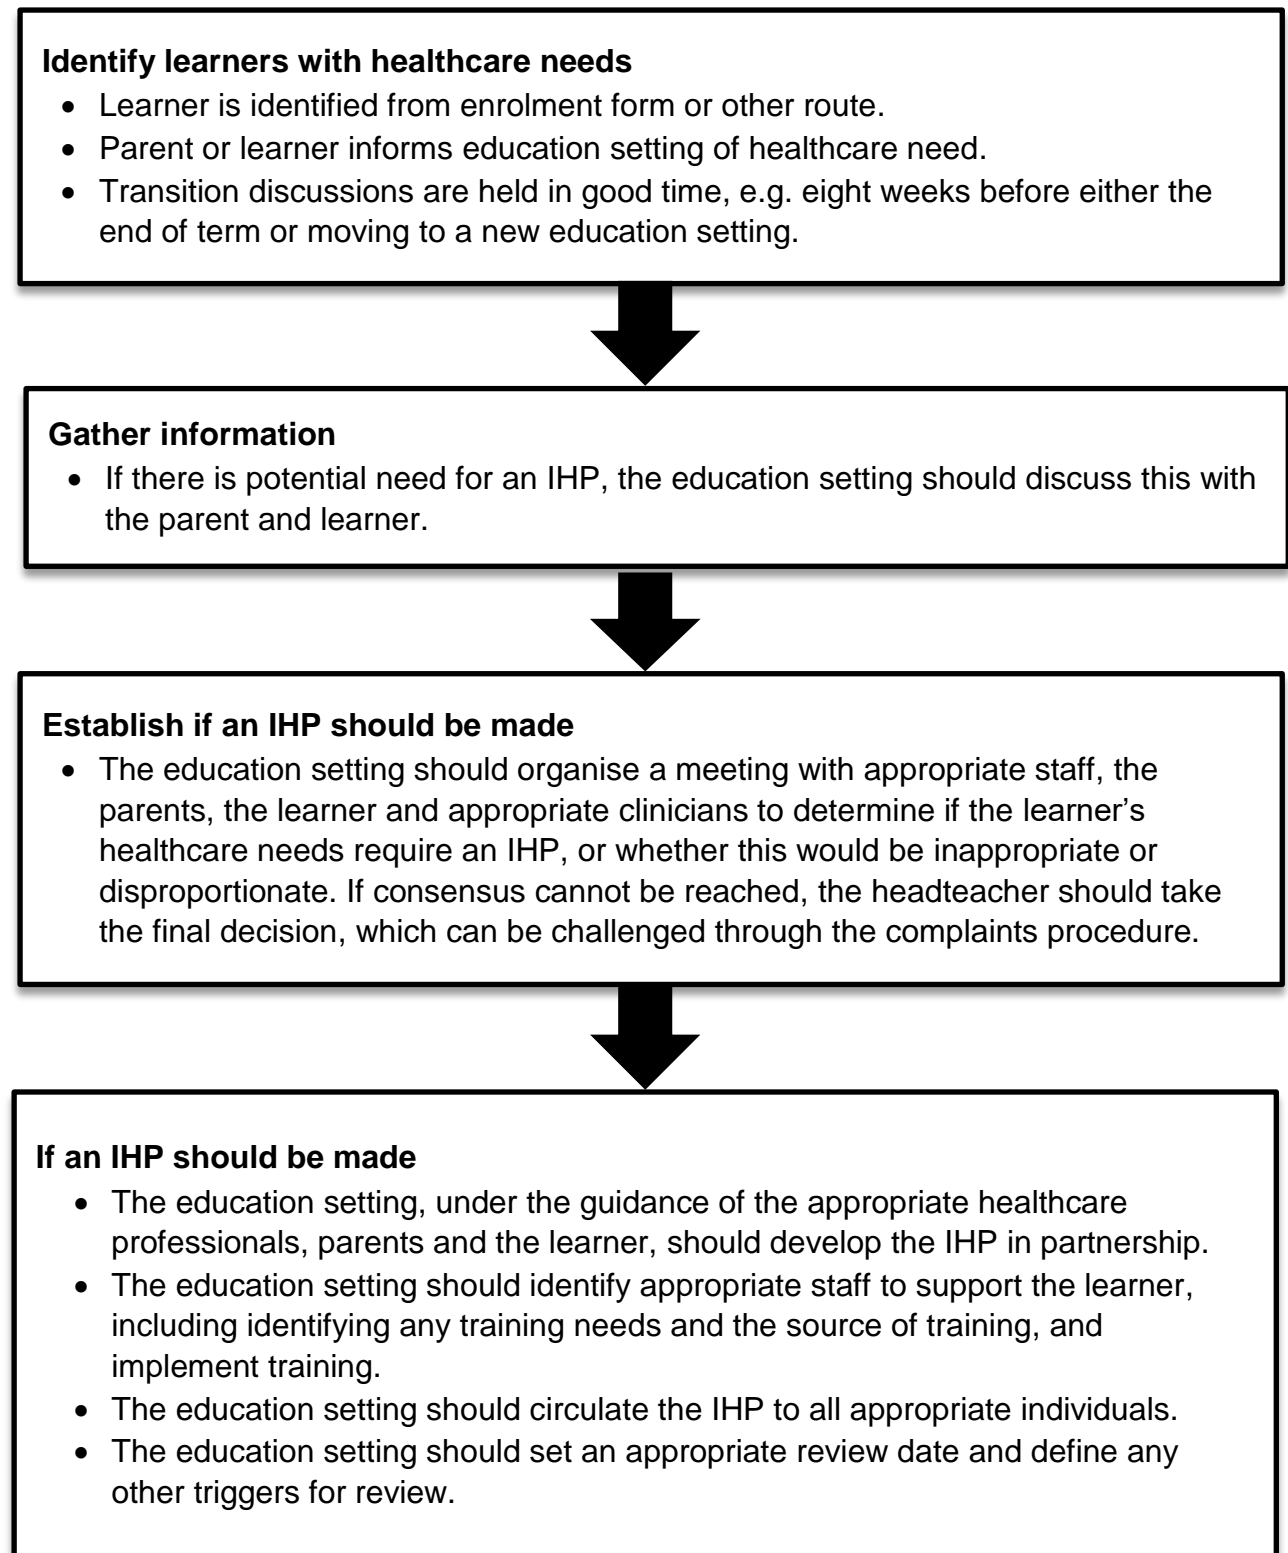 Identify learners with healthcare needs
• Learner is identified from enrolment form or other route.
• Parent or learner informs education setting of healthcare need.
• Transition discussions are held in good time, e.g. eight weeks before either the
end of term or moving to a new education setting.
Gather information
• If there is potential need for an IHP, the education setting should discuss this with
the parent and learner.
Establish if an IHP should be made
• The education setting should organise a meeting with appropriate staff, the
parents, the learner and appropriate clinicians to determine if the learner’s
healthcare needs require an IHP, or whether this would be inappropriate or
disproportionate. If consensus cannot be reached, the headteacher should take
the final decision, which can be challenged through the complaints procedure.
If an IHP should be made
• The education setting, under the guidance of the appropriate healthcare
professionals, parents and the learner, should develop the IHP in partnership.
• The education setting should identify appropriate staff to support the learner,
including identifying any training needs and the source of training, and
implement training.
• The education setting should circulate the IHP to all appropriate individuals.
• The education setting should set an appropriate review date and define any
other triggers for review.